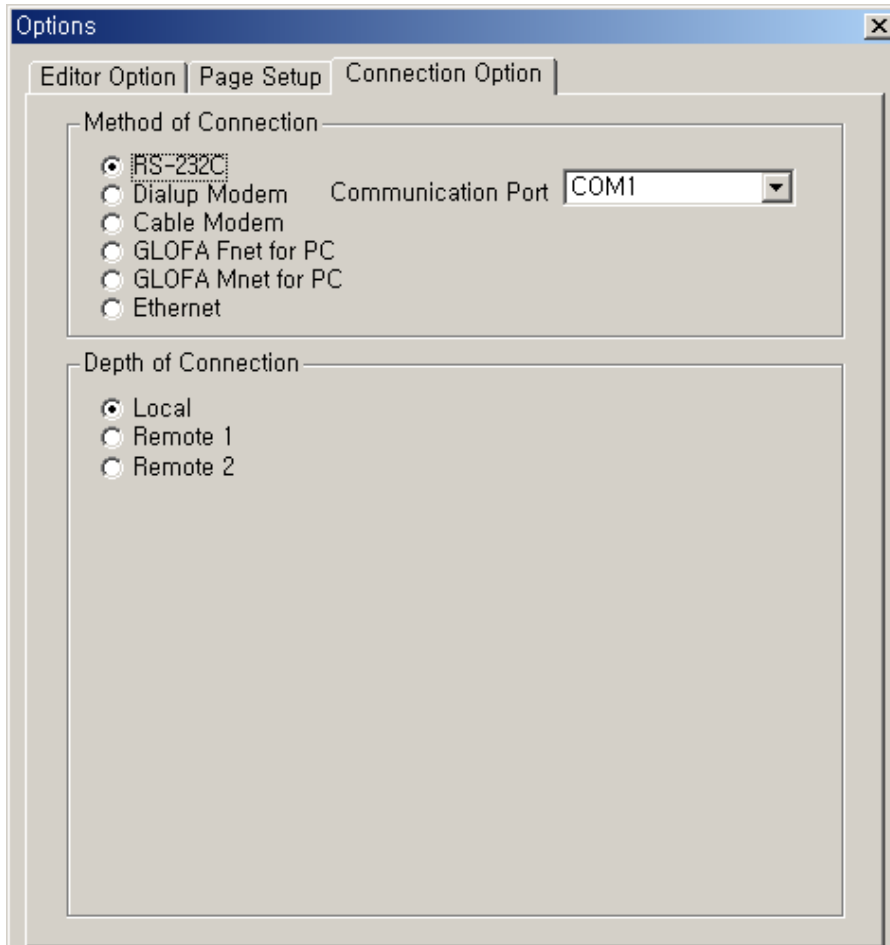 Options
Editor Option Page Setup Connection Option
Method of Connection
RS-232C
Dialup Modem Communication Port COM1
Cable Modem
GLOFA Fnet for PC
GLOFA Mnet for PC
Ethernet
Depth of Connection
Local
Remote 1
Remote 2